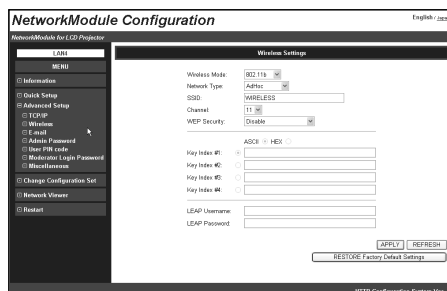 NetworkModule Configuration
English /
NetworkModule for LCD Projector
LAN4
MENU
Information
Quick Setup
Advanced Setup
TCP/IP
Wireless
E-mail
Admin Password
User PIN code
Moderator Login Password
Miscellaneous
Change Configuration Set
Network Viewer
Restart
Wireless Settings
Wireless Mode: 802.11b
Network Type: AdHoc
SSID: WIRELESS
Channel: 11
WEP Security: Disable
ASCII HEX
Key Index #1:
Key Index #2:
Key Index #3:
Key Index #4:
LEAP Username:
LEAP Password:
APPLY REFRESH
RESTORE Factory Default Settings